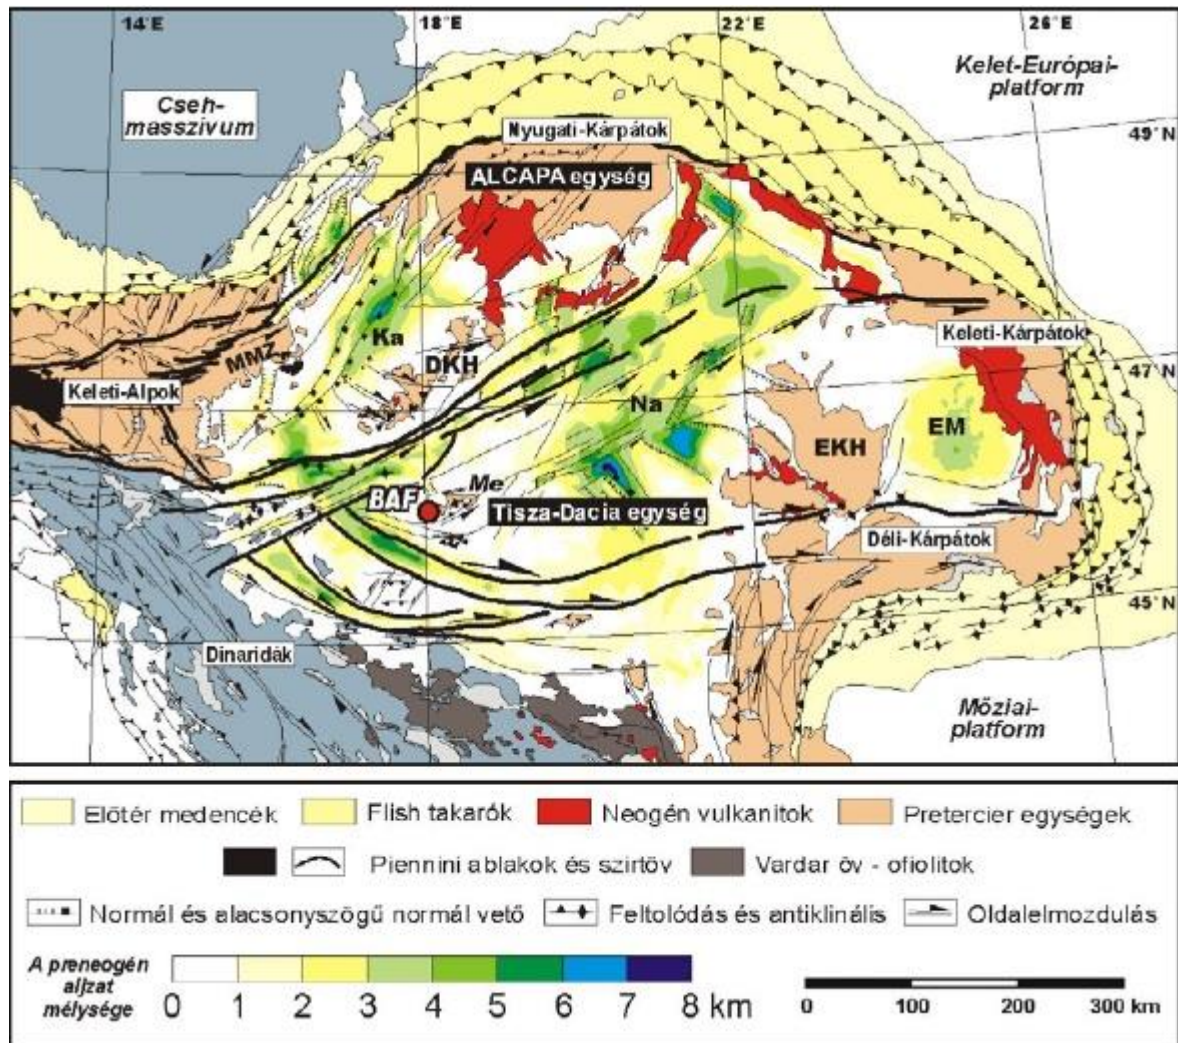 14°E
18°E
22°E
26°E
Kelet-Európai-
platform
Cseh-
masszívum
Nyugati-Kárpátok
49°N
ALCAPA egység
Keleti-Kárpátok
Ka
DKH
MMZ
47°N
Keleti-Alpok
Na
EM
EKH
BAF
Me
Tisza-Dacia egység
Déli-Kárpátok
45°N
Dinaridák
Mőziai-
platform
Előtér medencék
Flish takarók
Neogén vulkanitok
Pretercier egységek
Piennini ablakok és szirtöv
Vardar öv - ofiolitok
Normál és alacsonyszögű normál vető
Feltolódás és antiklinális
Oldalelmozdulás
A preneogén
aljzat
mélysége
0 1 2 3 4 5 6 7 8 km
0 100 200 300 km